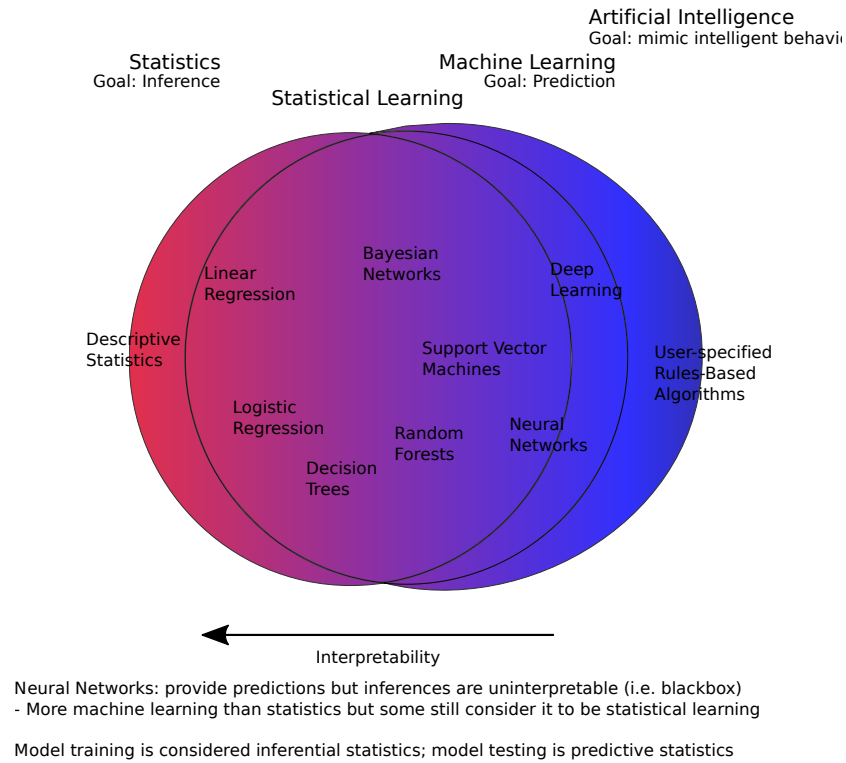 Artificial Intelligence
Goal: mimic intelligent behavi
Statistics
Goal: Inference
Machine Learning
Goal: Prediction
Statistical Learning
Bayesian
Networks
Linear
Regression
Deep
Learning
Descriptive
Statistics
Support Vector
Machines
User-specified
Rules-Based
Algorithms
Logistic
Regression
Random
Forests
Neural
Networks
Decision
Trees
Interpretability
Neural Networks: provide predictions but inferences are uninterpretable (i.e. blackbox)
- More machine learning than statistics but some still consider it to be statistical learning
Model training is considered inferential statistics; model testing is predictive statistics